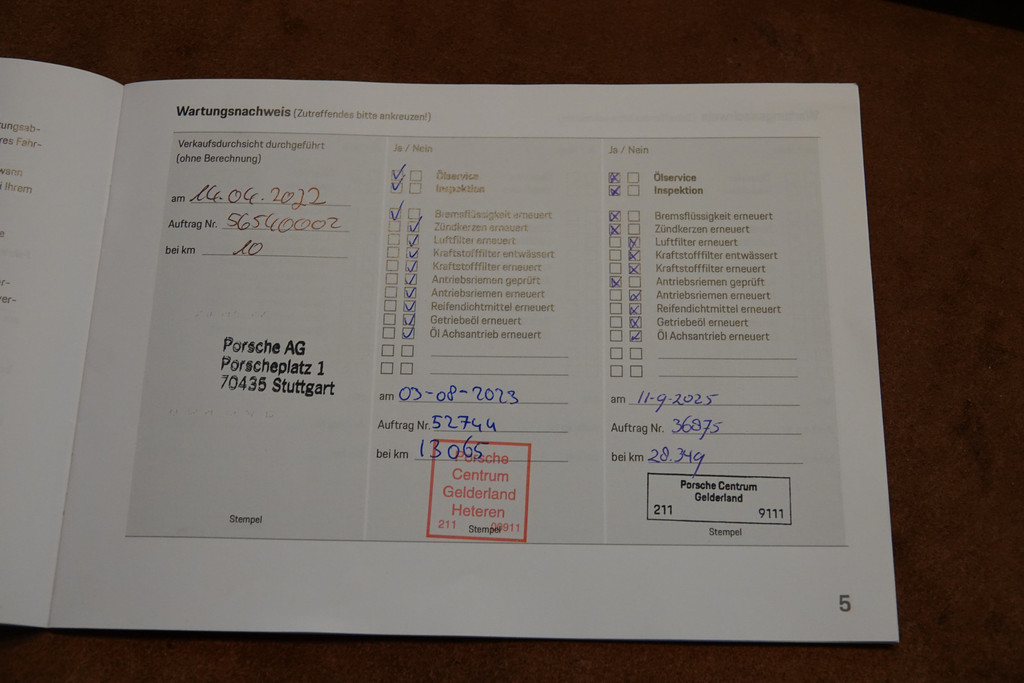 ungsab-
res Fahr-
wann
i Ihrem
e
er-
rer-
Wartungsnachweis (Zutreffendes bitte ankreuzen!)
Verkaufsdurchsicht durchgeführt
(ohne Berechnung)
am 14.04.2022
Auftrag Nr. 56540002
bei km 10
Porsche AG
Porscheplatz 1
70435 Stuttgart
Stempel
Ja / Nein
Ölservice
Inspektion
Bremsflüssigkeit erneuert
Zündkerzen erneuert
Luftfilter erneuert
Kraftstofffilter entwässert
Kraftstofffilter erneuert
Antriebsriemen geprüft
Antriebsriemen erneuert
Reifendichtmittel erneuert
Getriebeöl erneuert
Öl Achsantrieb erneuert
am 03-08-2023
Auftrag Nr. 52744
bei km 13065
Porsche
Centrum
Gelderland
Heteren
211 09911
Stempel
Ja / Nein
Ölservice
Inspektion
Bremsflüssigkeit erneuert
Zündkerzen erneuert
Luftfilter erneuert
Kraftstofffilter entwässert
Kraftstofffilter erneuert
Antriebsriemen geprüft
Antriebsriemen erneuert
Reifendichtmittel erneuert
Getriebeöl erneuert
Öl Achsantrieb erneuert
am 11-9-2025
Auftrag Nr. 36875
bei km 28.349
Porsche Centrum
Gelderland
211 9111
Stempel
5